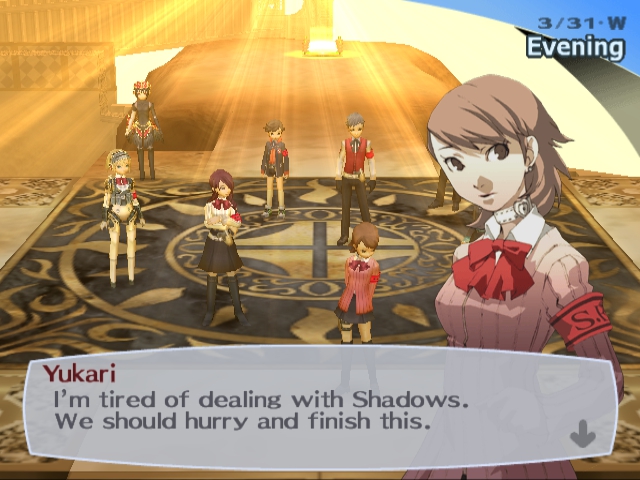 3/31·W
Evening
Yukari
I'm tired of dealing with Shadows.
We should hurry and finish this.
S.